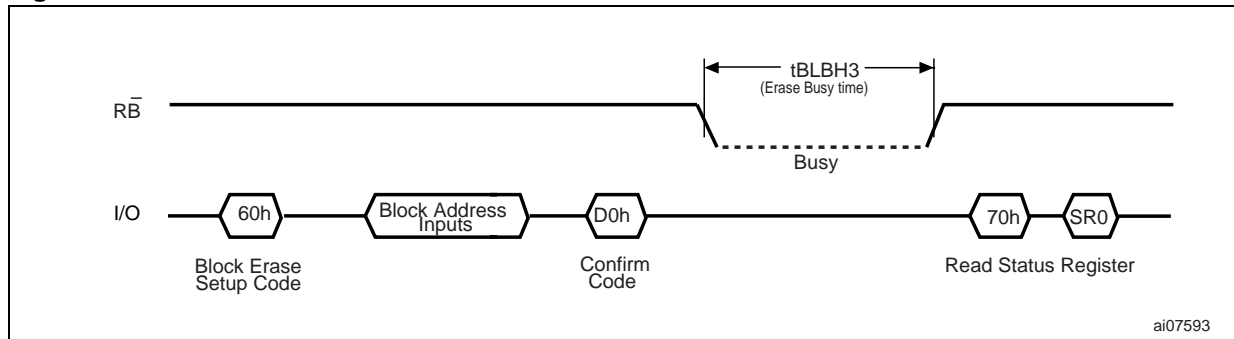 tBLBH3
(Erase Busy time)
RB̅
Busy
I/O
60h
Block Address
Inputs
D0h
70h
SR0
Block Erase
Setup Code
Confirm
Code
Read Status Register
ai07593